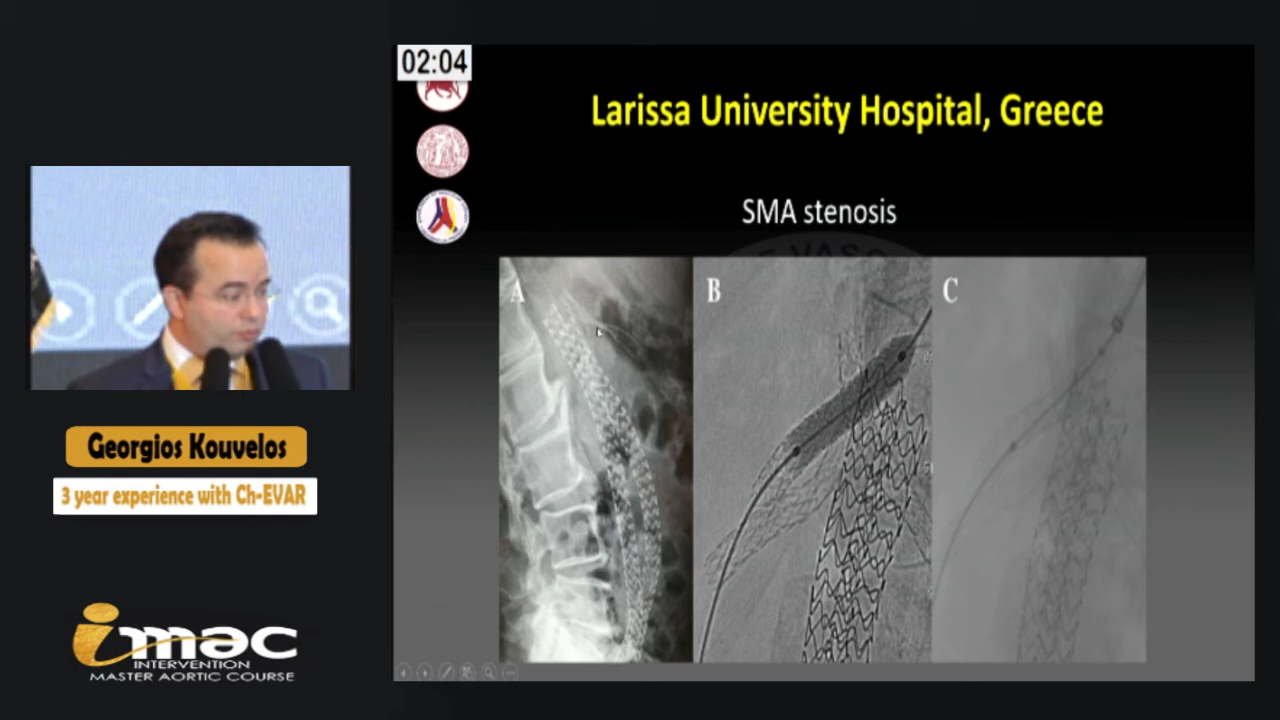 02:04
Larissa University Hospital, Greece
SMA stenosis
E VASC
A
B
C
Georgios Kouvelos
3 year experience with Ch-EVAR
imac
INTERVENTION
MASTER AORTIC COURSE